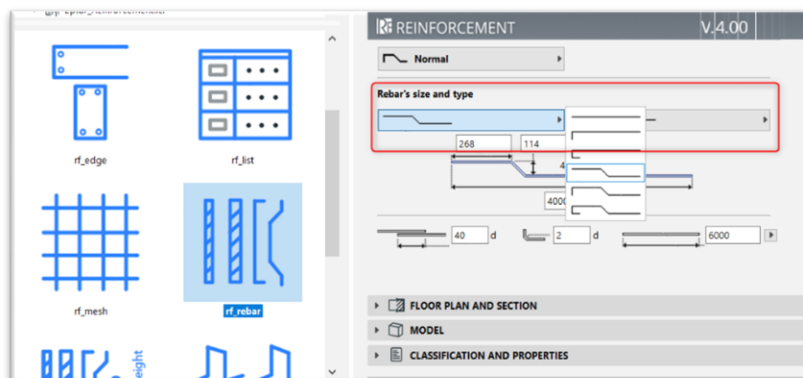 REINFORCEMENT V.4.00
Normal
Rebar's size and type
268 114
4
4000
40 d 2 d 6000
FLOOR PLAN AND SECTION
MODEL
CLASSIFICATION AND PROPERTIES
rf_edge rf_list
rf_mesh rf_rebar
eight